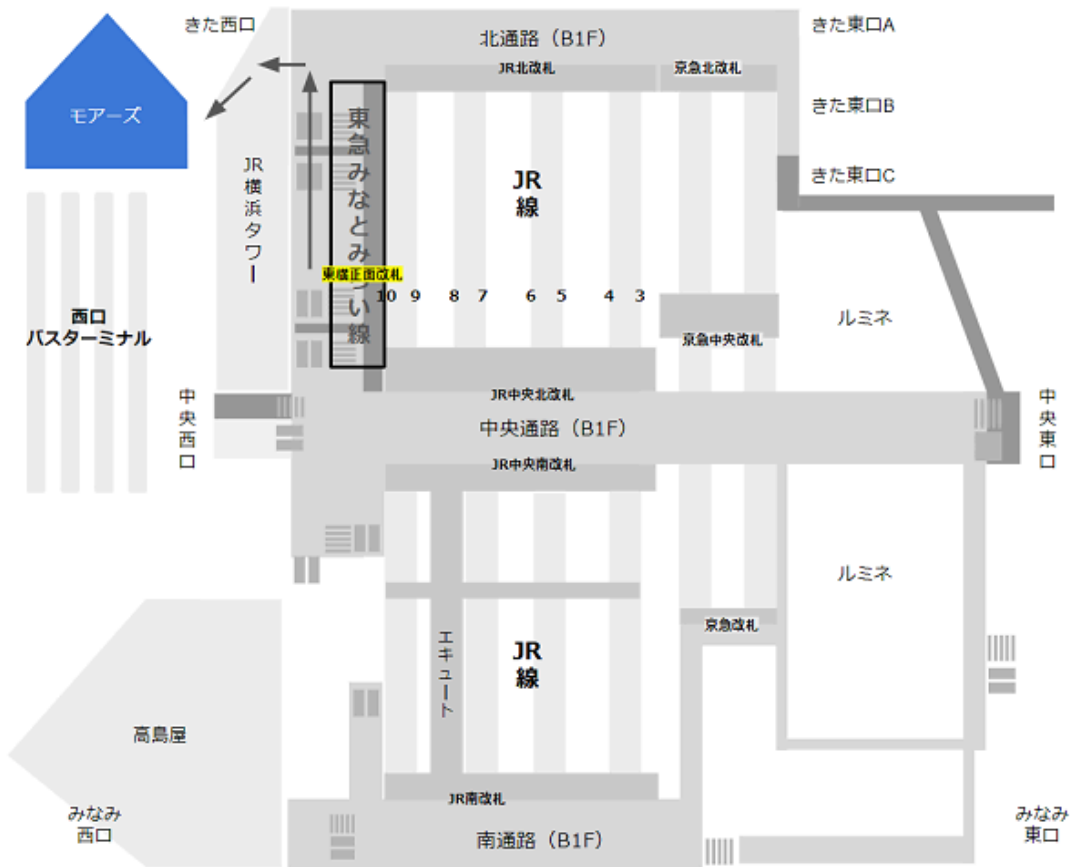 きた西口
北通路（B1F）
きた東口A
JR北改札
京急北改札
モアーズ
きた東口B
東急みなとみらい線
JR横浜タワー
JR
線
きた東口C
東横正面改札
10 9 8 7 6 5 4 3
西口
バスターミナル
ルミネ
京急中央改札
中央西口
JR中央北改札
中央通路（B1F）
中央東口
JR中央南改札
ルミネ
京急改札
エキュート
JR
線
高島屋
JR南改札
みなみ
西口
南通路（B1F）
みなみ
東口